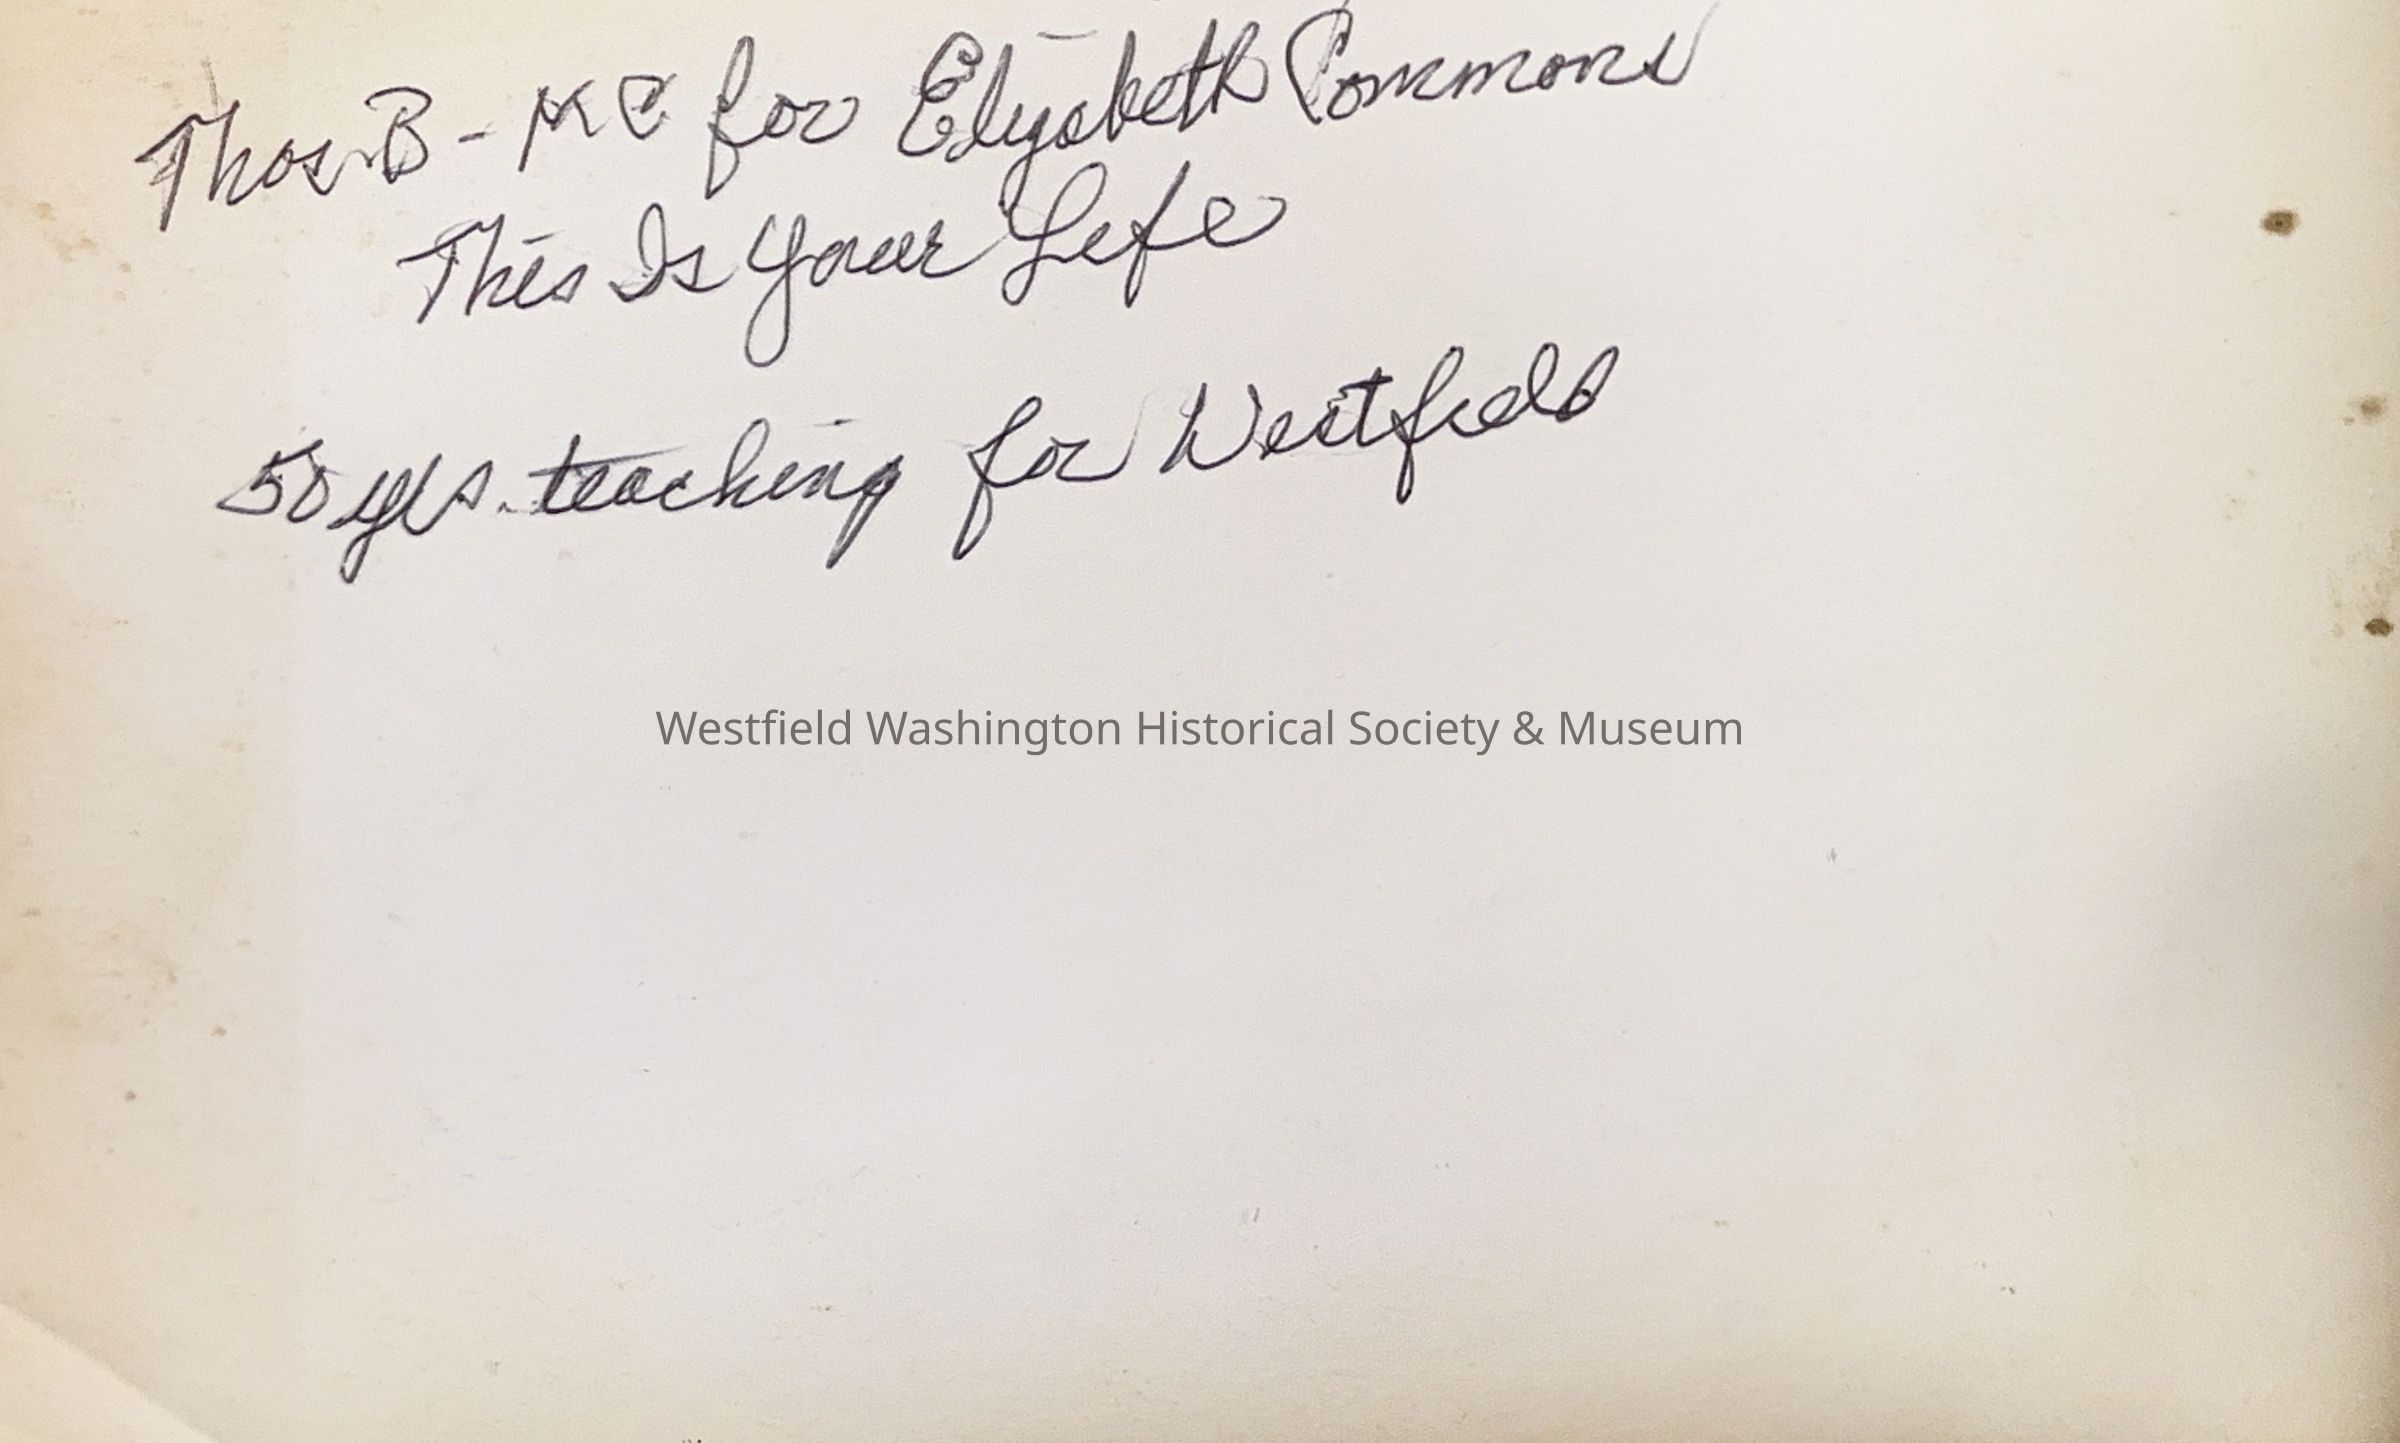 Thos. B - MC for Elizabeth Commons
This Is Your Life
50 yrs. teaching for Westfield
Westfield Washington Historical Society & Museum